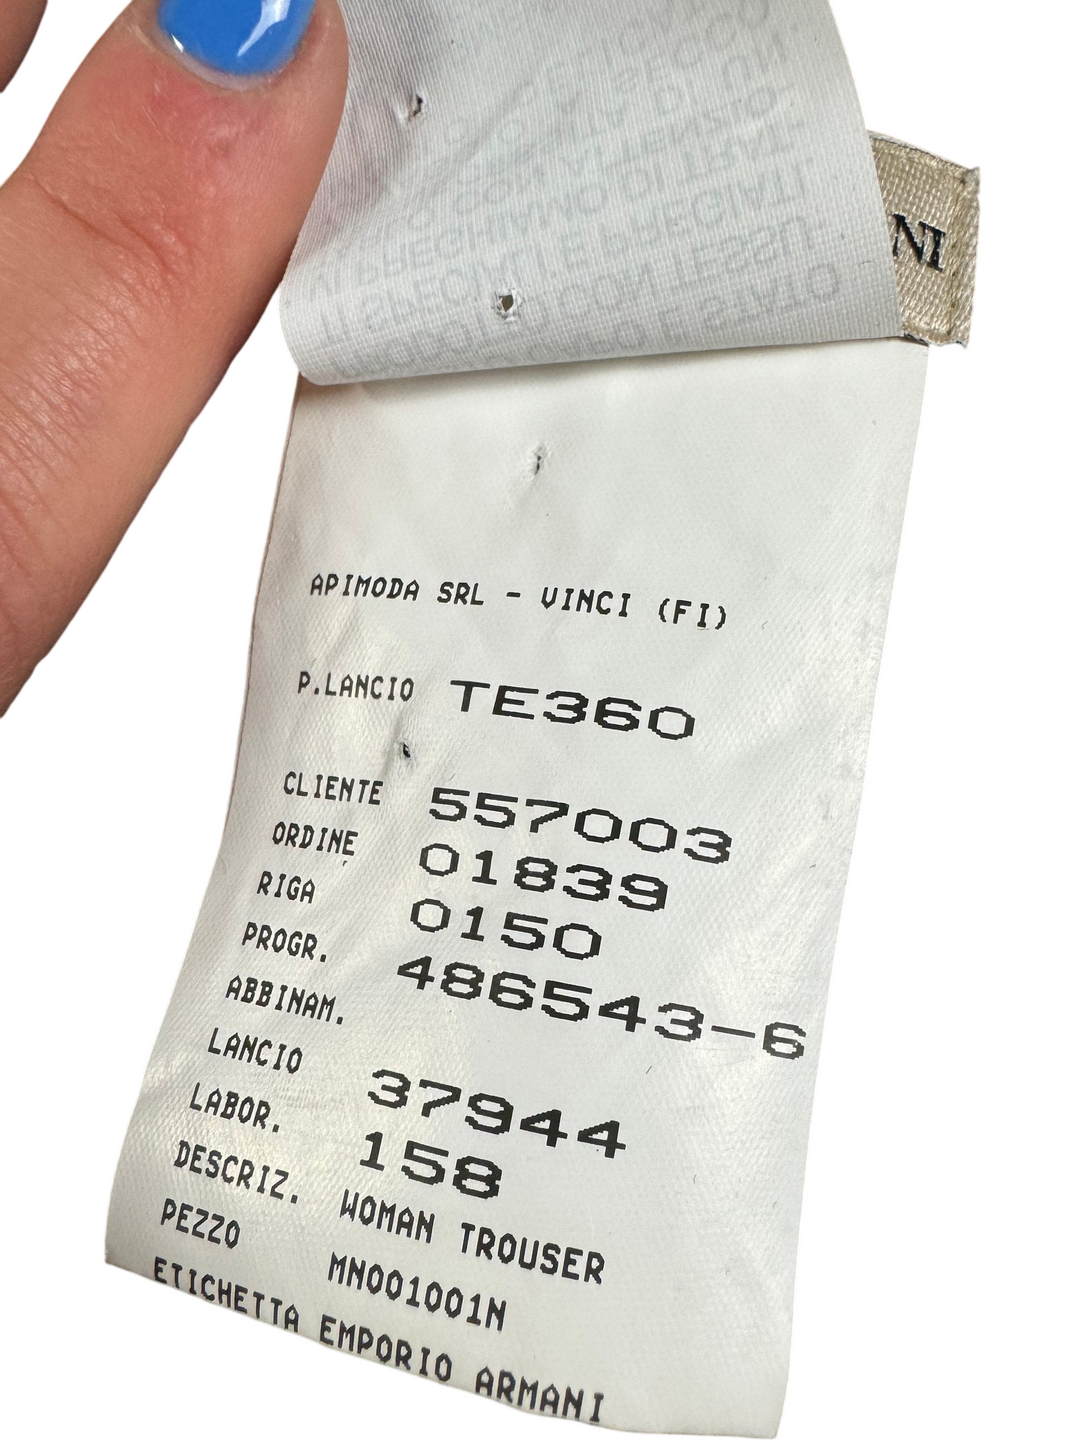 NI
APIMODA SRL - VINCI (FI)
P.LANCIO TE360
CLIENTE 557003
ORDINE 01839
RIGA 0150
PROGR. 486543-6
ABBINAM.
LANCIO 37944
LABOR. 158
DESCRIZ. WOMAN TROUSER
PEZZO MN001001N
ETICHETTA EMPORIO ARMANI